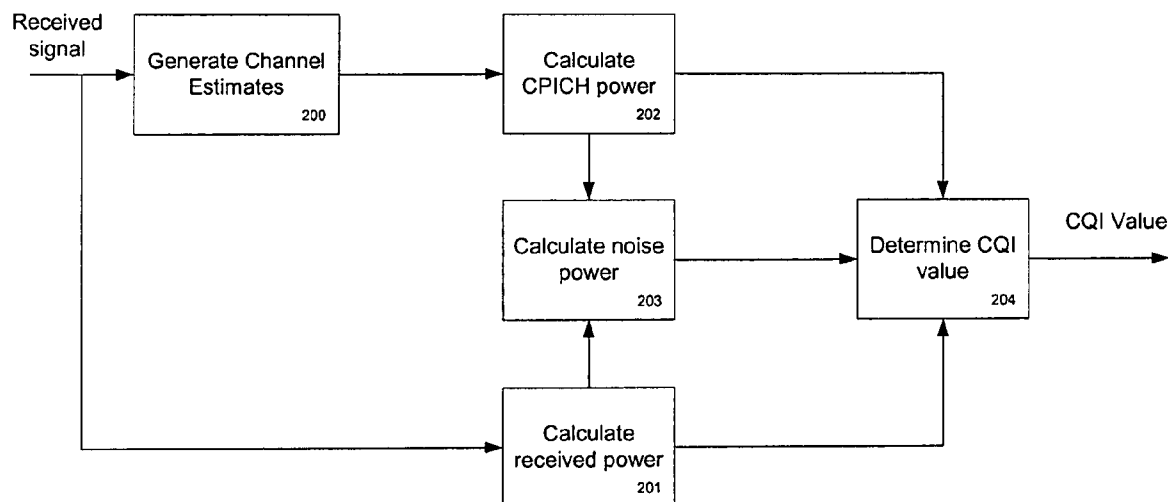 Received
signal
Generate Channel
Estimates
200
Calculate
CPICH power
202
Calculate noise
power
203
Determine CQI
value
204
CQI Value
Calculate
received power
201